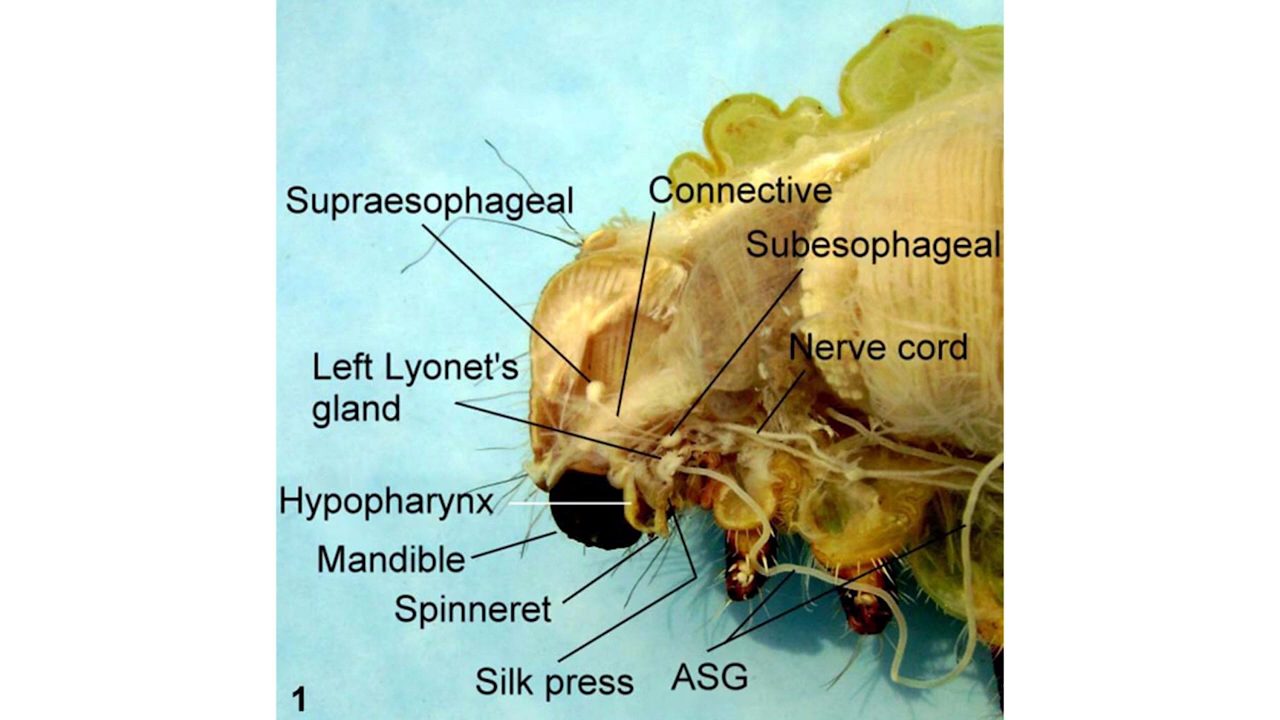 Supraesophageal
Connective
Subesophageal
Nerve cord
Left Lyonet's
gland
Hypopharynx
Mandible
Spinneret
Silk press
ASG
1